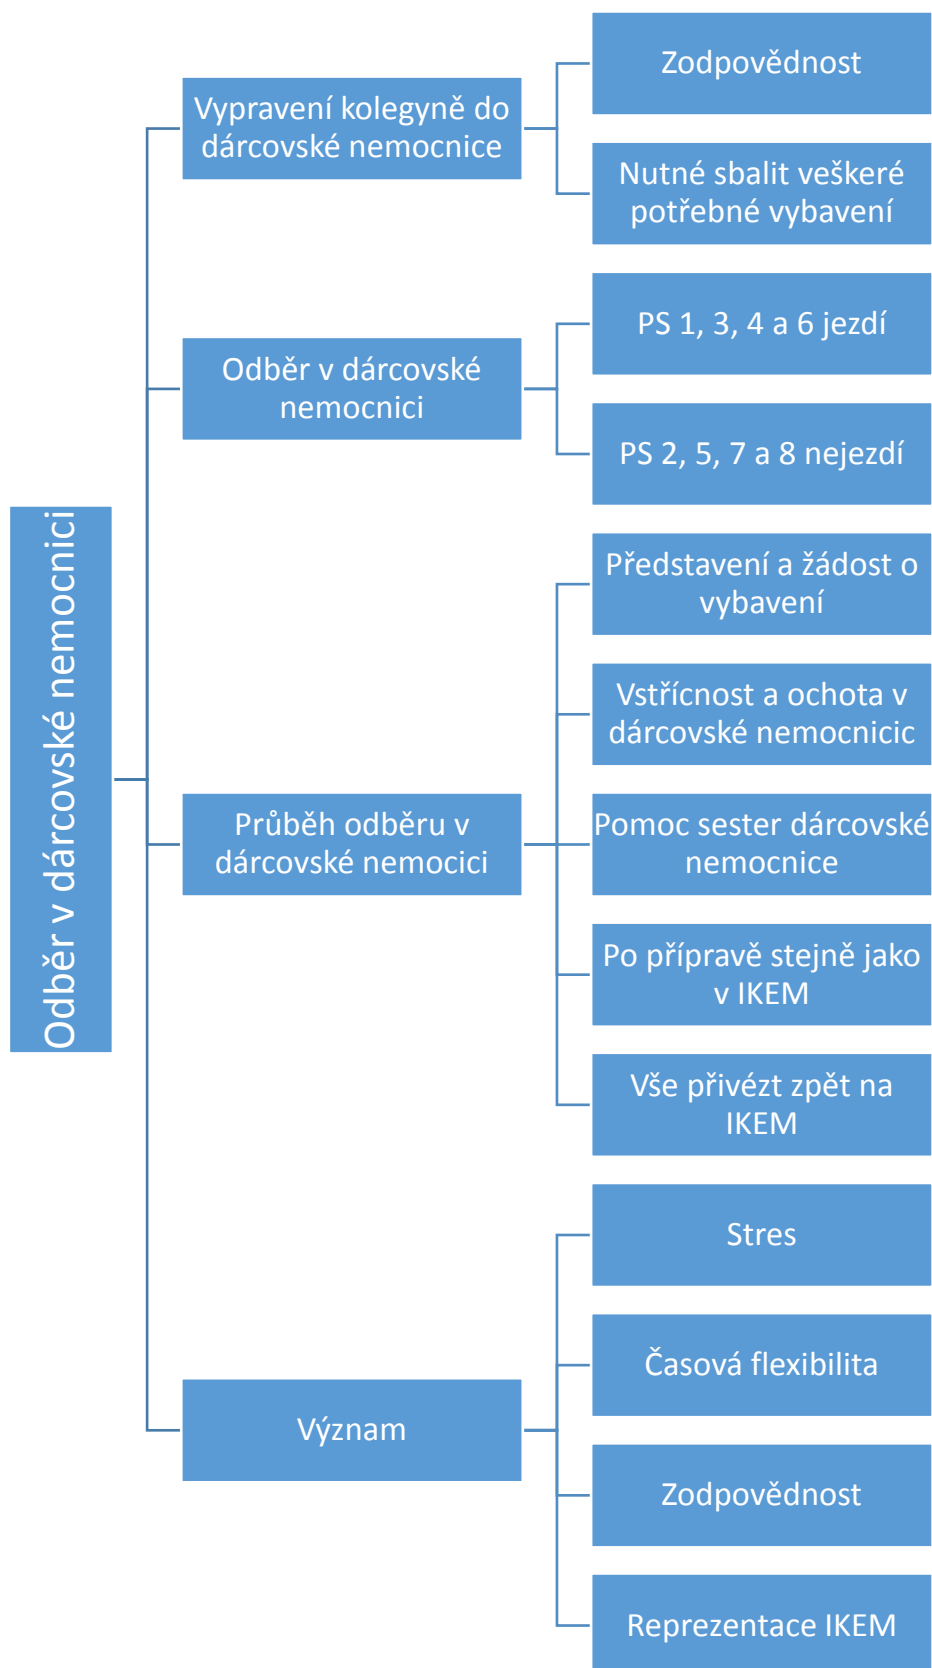 Odběr v dárcovské nemocnici
Vypravení kolegyně do
dárcovské nemocnice
Zodpovědnost
Nutné sbalit veškeré
potřebné vybavení
Odběr v dárcovské
nemocnici
PS 1, 3, 4 a 6 jezdí
PS 2, 5, 7 a 8 nejezdí
Průběh odběru v
dárcovské nemocici
Představení a žádost o
vybavení
Vstřícnost a ochota v
dárcovské nemocnicic
Pomoc sester dárcovské
nemocnice
Po přípravě stejně jako
v IKEM
Vše přivézt zpět na
IKEM
Význam
Stres
Časová flexibilita
Zodpovědnost
Reprezentace IKEM